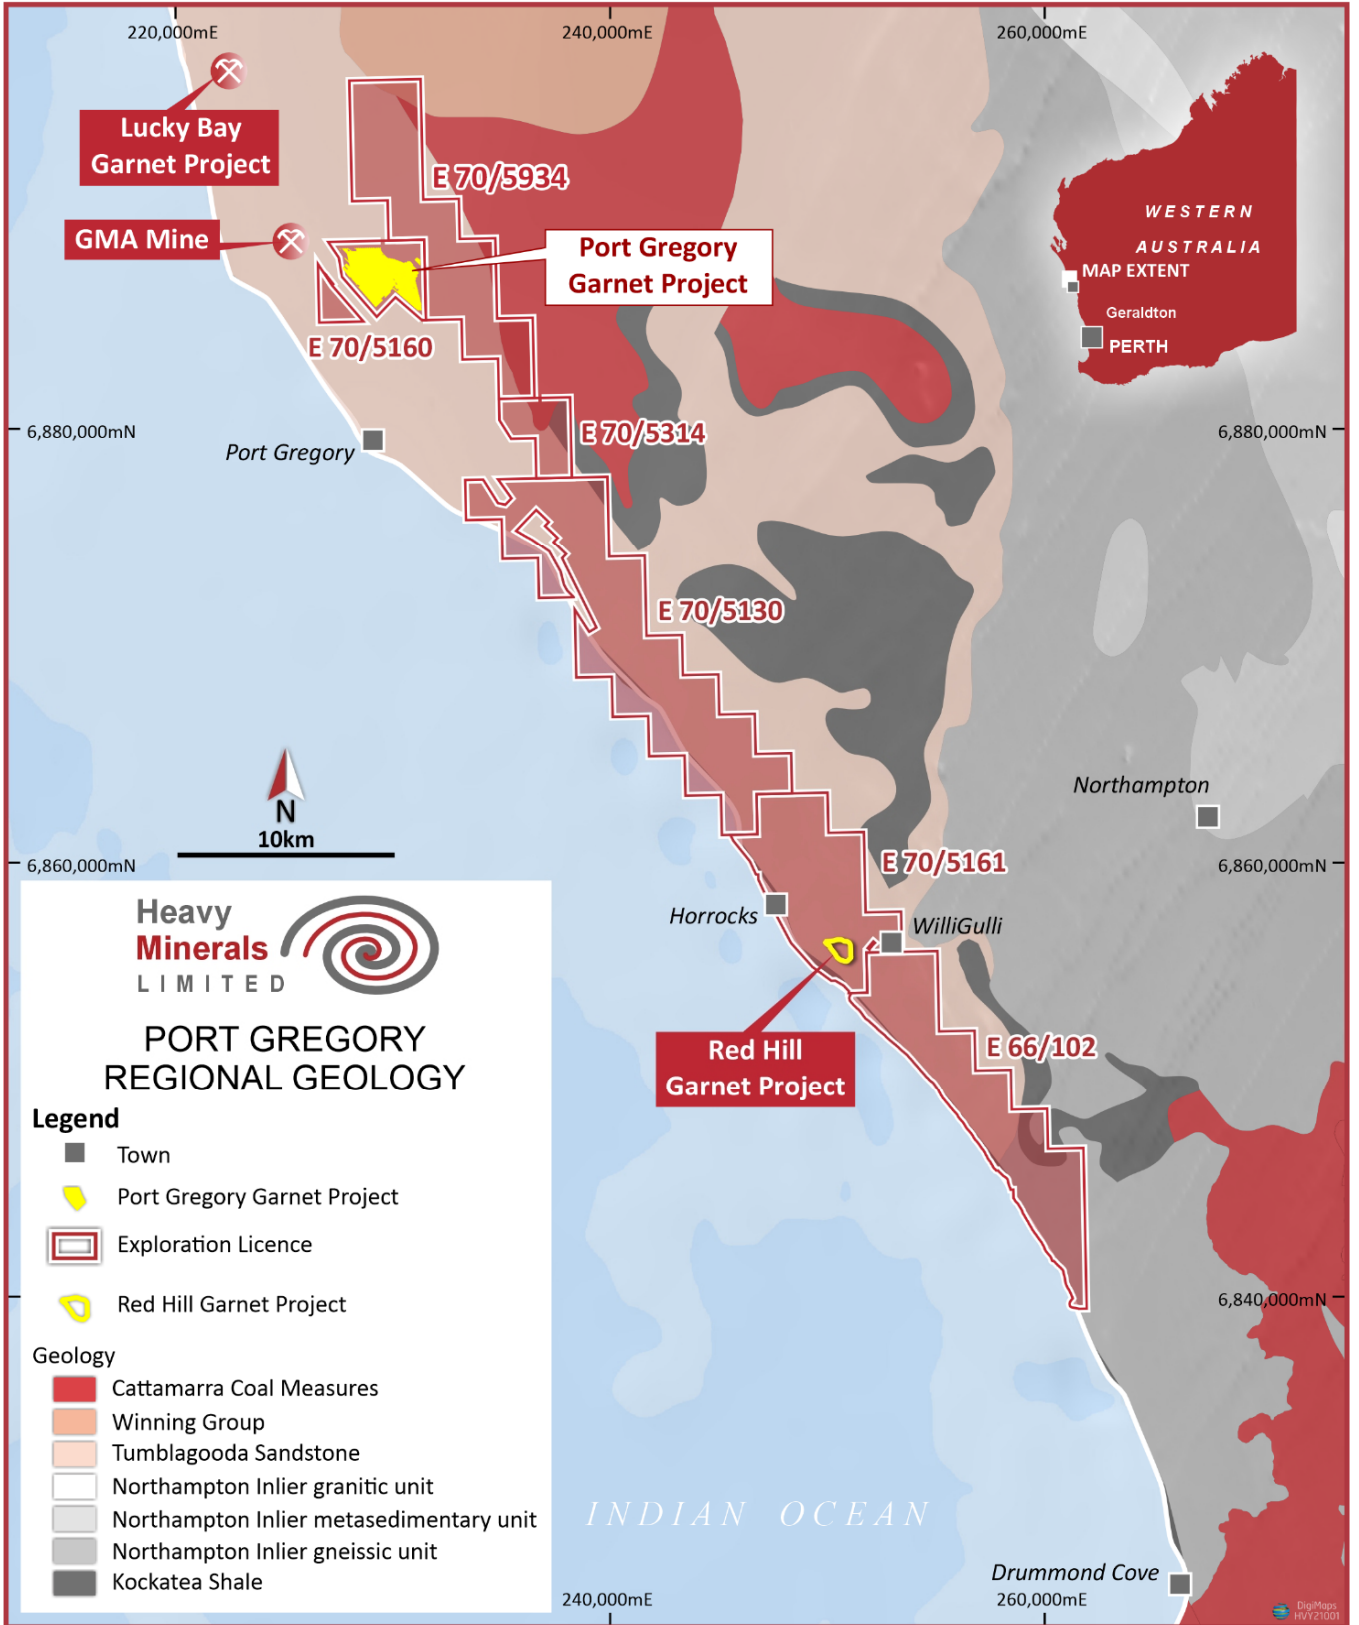 220,000mE
240,000mE
260,000mE
Lucky Bay
Garnet Project
E 70/5934
WESTERN
AUSTRALIA
MAP EXTENT
Geraldton
PERTH
GMA Mine
Port Gregory
Garnet Project
E 70/5160
6,880,000mN
6,880,000mN
Port Gregory
E 70/5314
E 70/5130
N
10km
Northampton
6,860,000mN
6,860,000mN
E 70/5161
Horrocks
WilliGulli
Red Hill
Garnet Project
E 66/102
6,840,000mN
Heavy
Minerals
LIMITED
PORT GREGORY
REGIONAL GEOLOGY
Legend
Town
Port Gregory Garnet Project
Exploration Licence
Red Hill Garnet Project
Geology
Cattamarra Coal Measures
Winning Group
Tumblagooda Sandstone
Northampton Inlier granitic unit
Northampton Inlier metasedimentary unit
Northampton Inlier gneissic unit
Kockatea Shale
INDIAN OCEAN
Drummond Cove
240,000mE
260,000mE
DigiMaps
HVY21001